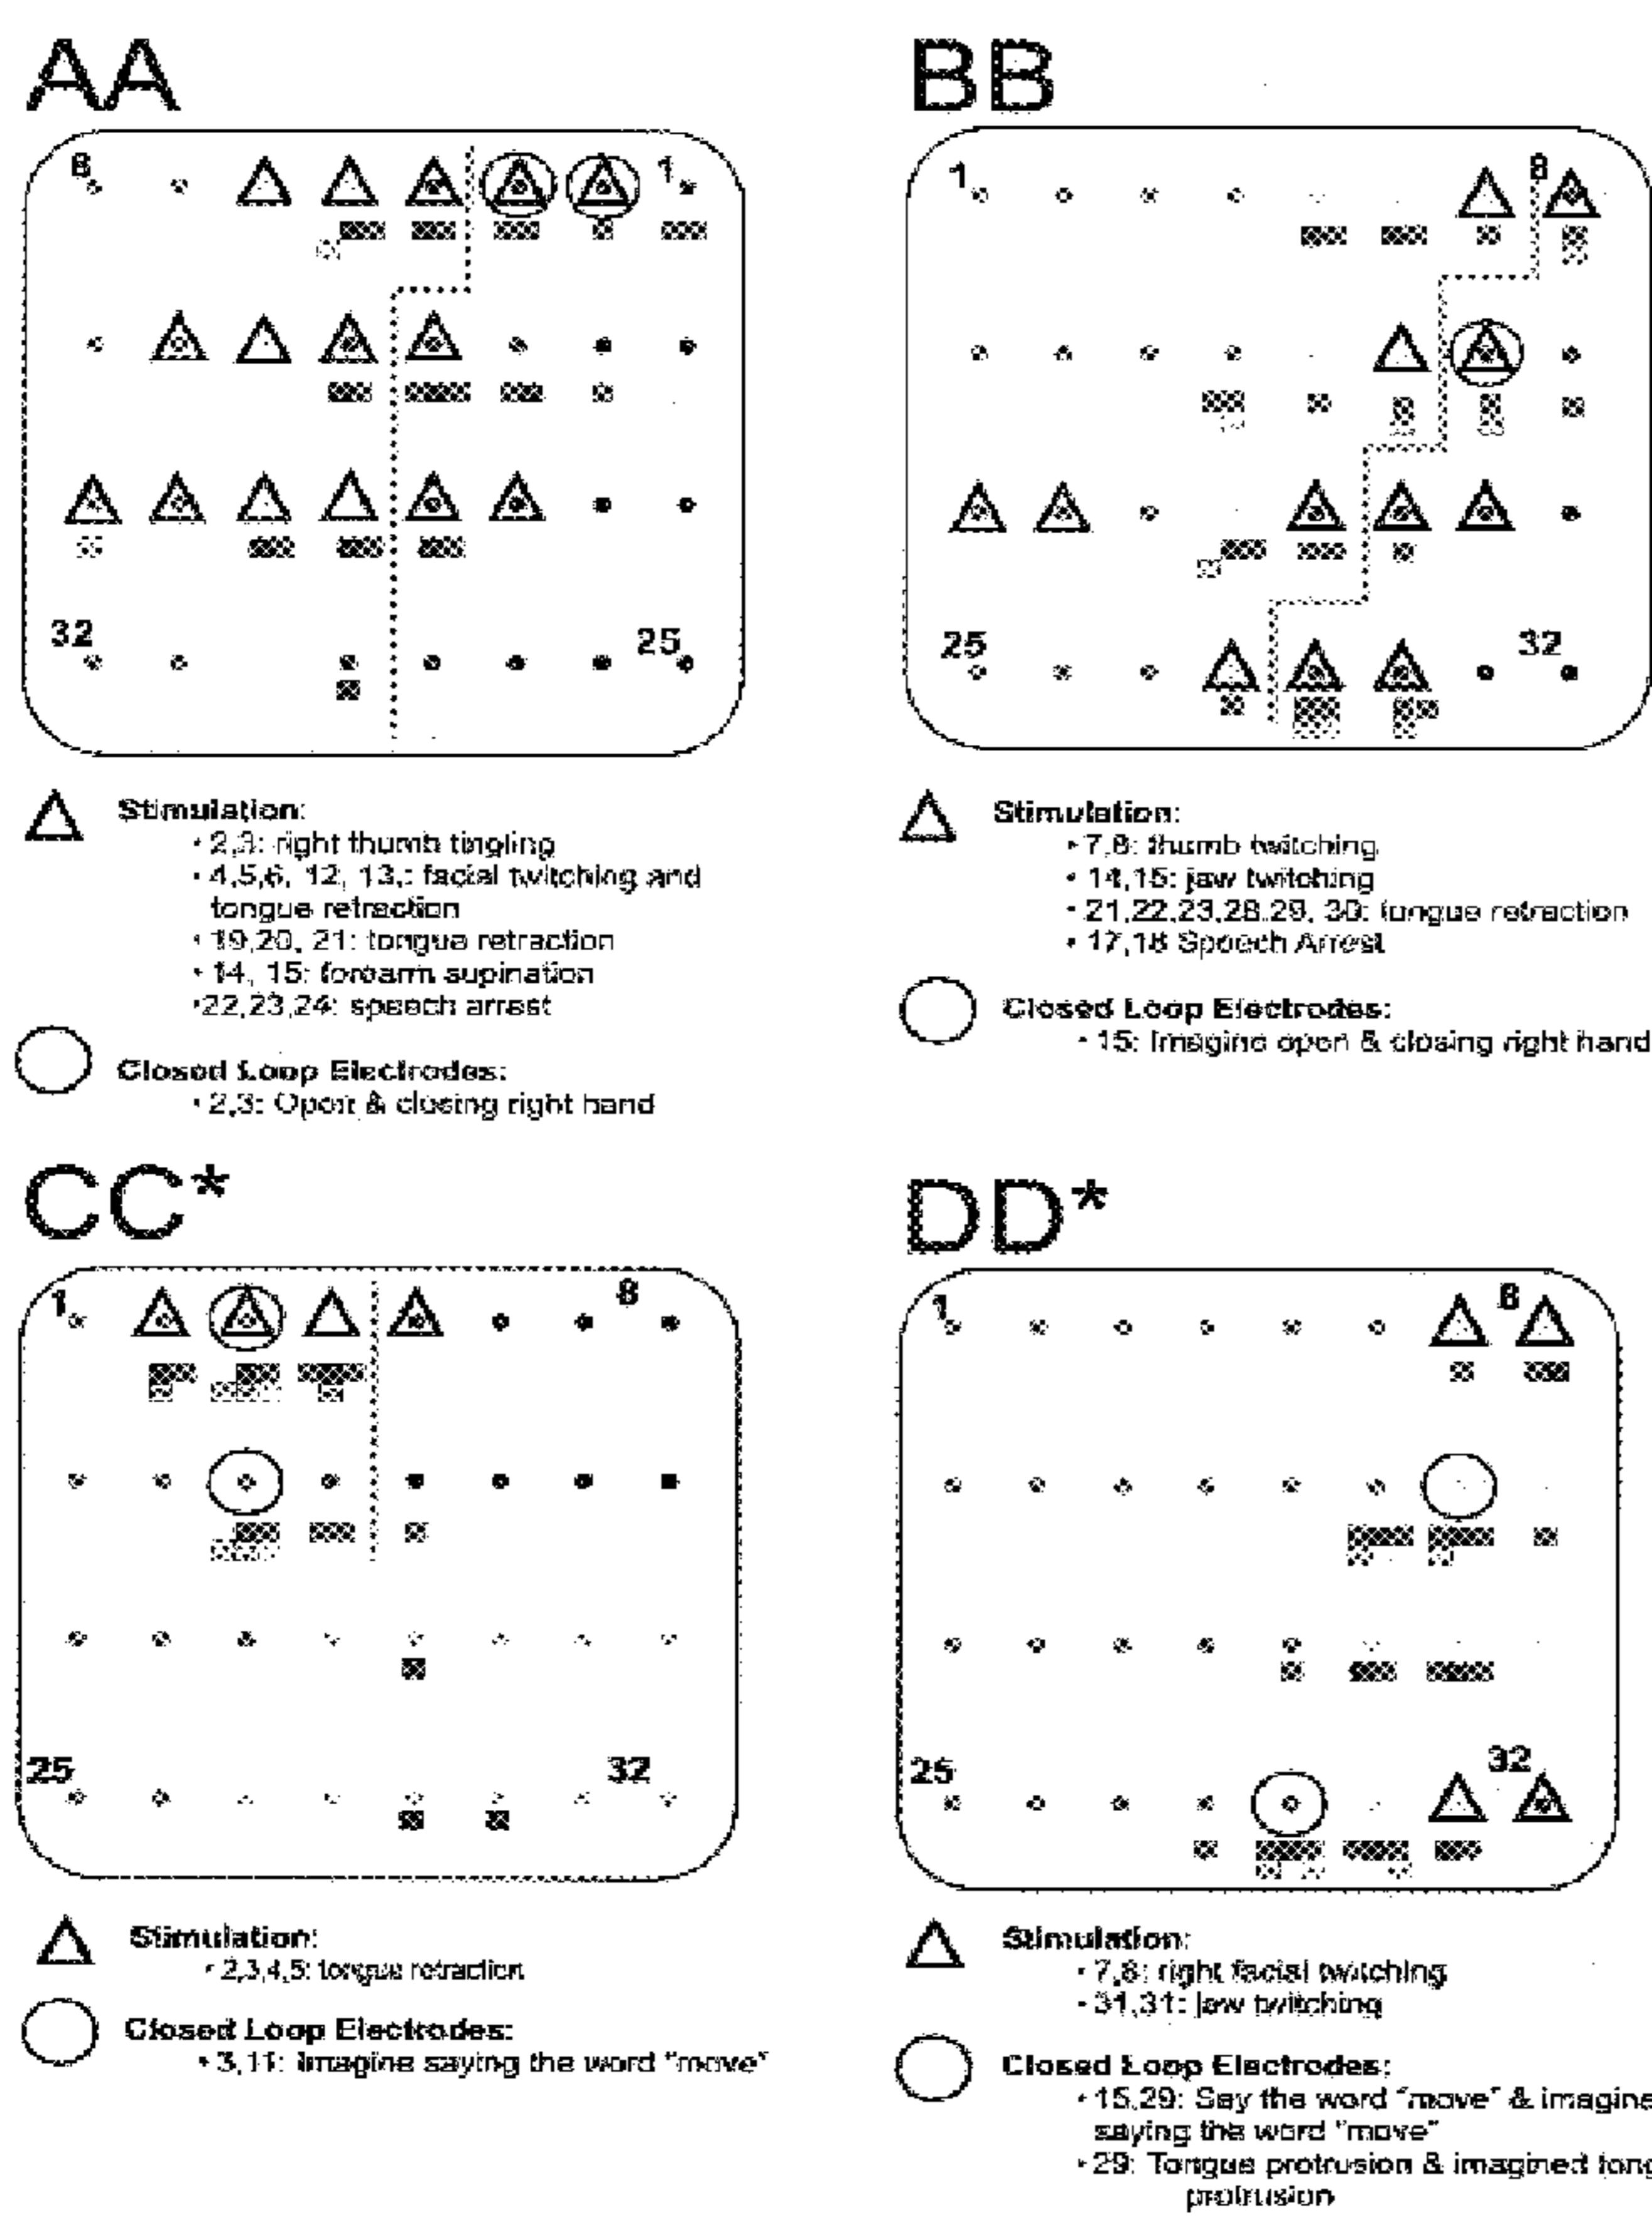 AA
8
1
32
25
Stimulation:
• 2,3: right thumb tingling
• 4,5,6, 12, 13,: facial twitching and
tongue retraction
• 19,20, 21: tongue retraction
• 14, 15: forearm supination
•22,23,24: speech arrest
Closed Loop Electrodes:
• 2,3: Open & closing right hand
BB
1
8
25
32
Stimulation:
• 7,8: thumb twitching
• 14,15: jaw twitching
• 21,22,23,28,29, 30: tongue retraction
• 17,18 Speech Arrest
Closed Loop Electrodes:
• 15: Imagine open & closing right hand
CC*
1
8
25
32
Stimulation:
• 2,3,4,5: tongue retraction
Closed Loop Electrodes:
• 3,11: Imagine saying the word "move"
DD*
1
8
25
32
Stimulation:
• 7,8: right facial twitching
• 31,31: jaw twitching
Closed Loop Electrodes:
• 15,29: Say the word "move" & imagine
saying the word "move"
• 29: Tongue protrusion & imagined tong
protrusion